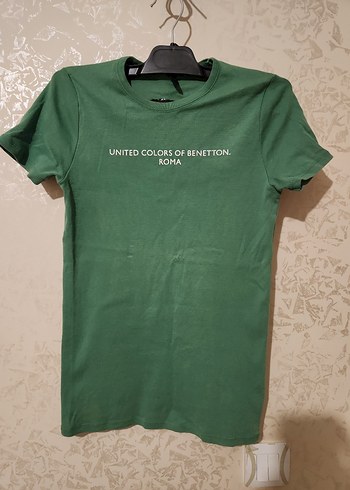 UNITED COLORS OF BENETTON.
ROMA